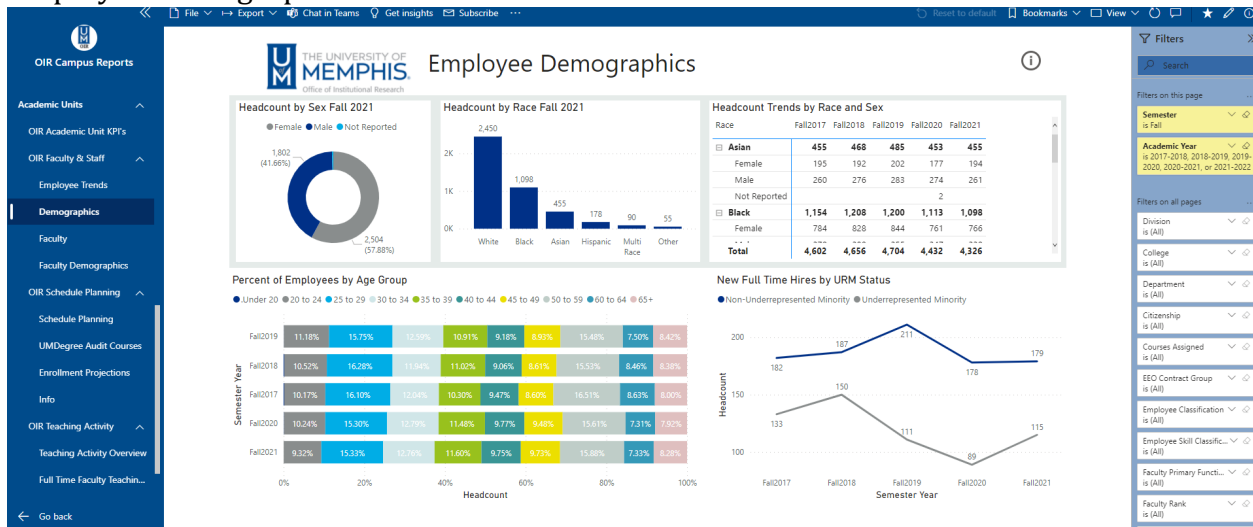 File Export Chat in Teams Get insights Subscribe ... Reset to default Bookmarks View
UM
OIR
OIR Campus Reports
Academic Units
OIR Academic Unit KPI's
OIR Faculty & Staff
Employee Trends
Demographics
Faculty
Faculty Demographics
OIR Schedule Planning
Schedule Planning
UMDegree Audit Courses
Enrollment Projections
Info
OIR Teaching Activity
Teaching Activity Overview
Full Time Faculty Teachin...
Go back
THE UNIVERSITY OF
MEMPHIS.
Office of Institutional Research
Employee Demographics
Headcount by Sex Fall 2021
Female Male Not Reported
1,802
(41.66%)
2,504
(57.88%)
Headcount by Race Fall 2021
2,450
1,098
455
178
90
55
2K
1K
0K
White Black Asian Hispanic Multi Race Other
Headcount Trends by Race and Sex
Race Fall2017 Fall2018 Fall2019 Fall2020 Fall2021
Asian 455 468 485 453 455
Female 195 192 202 177 194
Male 260 276 283 274 261
Not Reported 2
Black 1,154 1,208 1,200 1,113 1,098
Female 784 828 844 761 766
Total 4,602 4,656 4,704 4,432 4,326
Percent of Employees by Age Group
Under 20 20 to 24 25 to 29 30 to 34 35 to 39 40 to 44 45 to 49 50 to 59 60 to 64 65+
Semester Year
Fall2019 11.18% 15.75% 12.59% 10.91% 9.18% 8.93% 15.48% 7.50% 8.42%
Fall2018 10.52% 16.28% 11.94% 11.02% 9.06% 8.61% 15.53% 8.46% 8.38%
Fall2017 10.17% 16.10% 12.04% 10.30% 9.47% 8.60% 16.51% 8.63% 8.00%
Fall2020 10.24% 15.30% 12.79% 11.48% 9.77% 9.48% 15.61% 7.31% 7.92%
Fall2021 9.32% 15.33% 12.76% 11.60% 9.75% 9.73% 15.88% 7.33% 8.28%
0% 20% 40% 60% 80% 100%
Headcount
New Full Time Hires by URM Status
Non-Underrepresented Minority Underrepresented Minority
Headcount
200
150
100
182 187 211 178 179
133 150 111 89 115
Fall2017 Fall2018 Fall2019 Fall2020 Fall2021
Semester Year
Filters
Search
Filters on this page
Semester
is Fall
Academic Year
is 2017-2018, 2018-2019, 2019-
2020, 2020-2021, or 2021-2022
Filters on all pages
Division
is (All)
College
is (All)
Department
is (All)
Citizenship
is (All)
Courses Assigned
is (All)
EEO Contract Group
is (All)
Employee Classification
is (All)
Employee Skill Classific...
is (All)
Faculty Primary Functi...
is (All)
Faculty Rank
is (All)